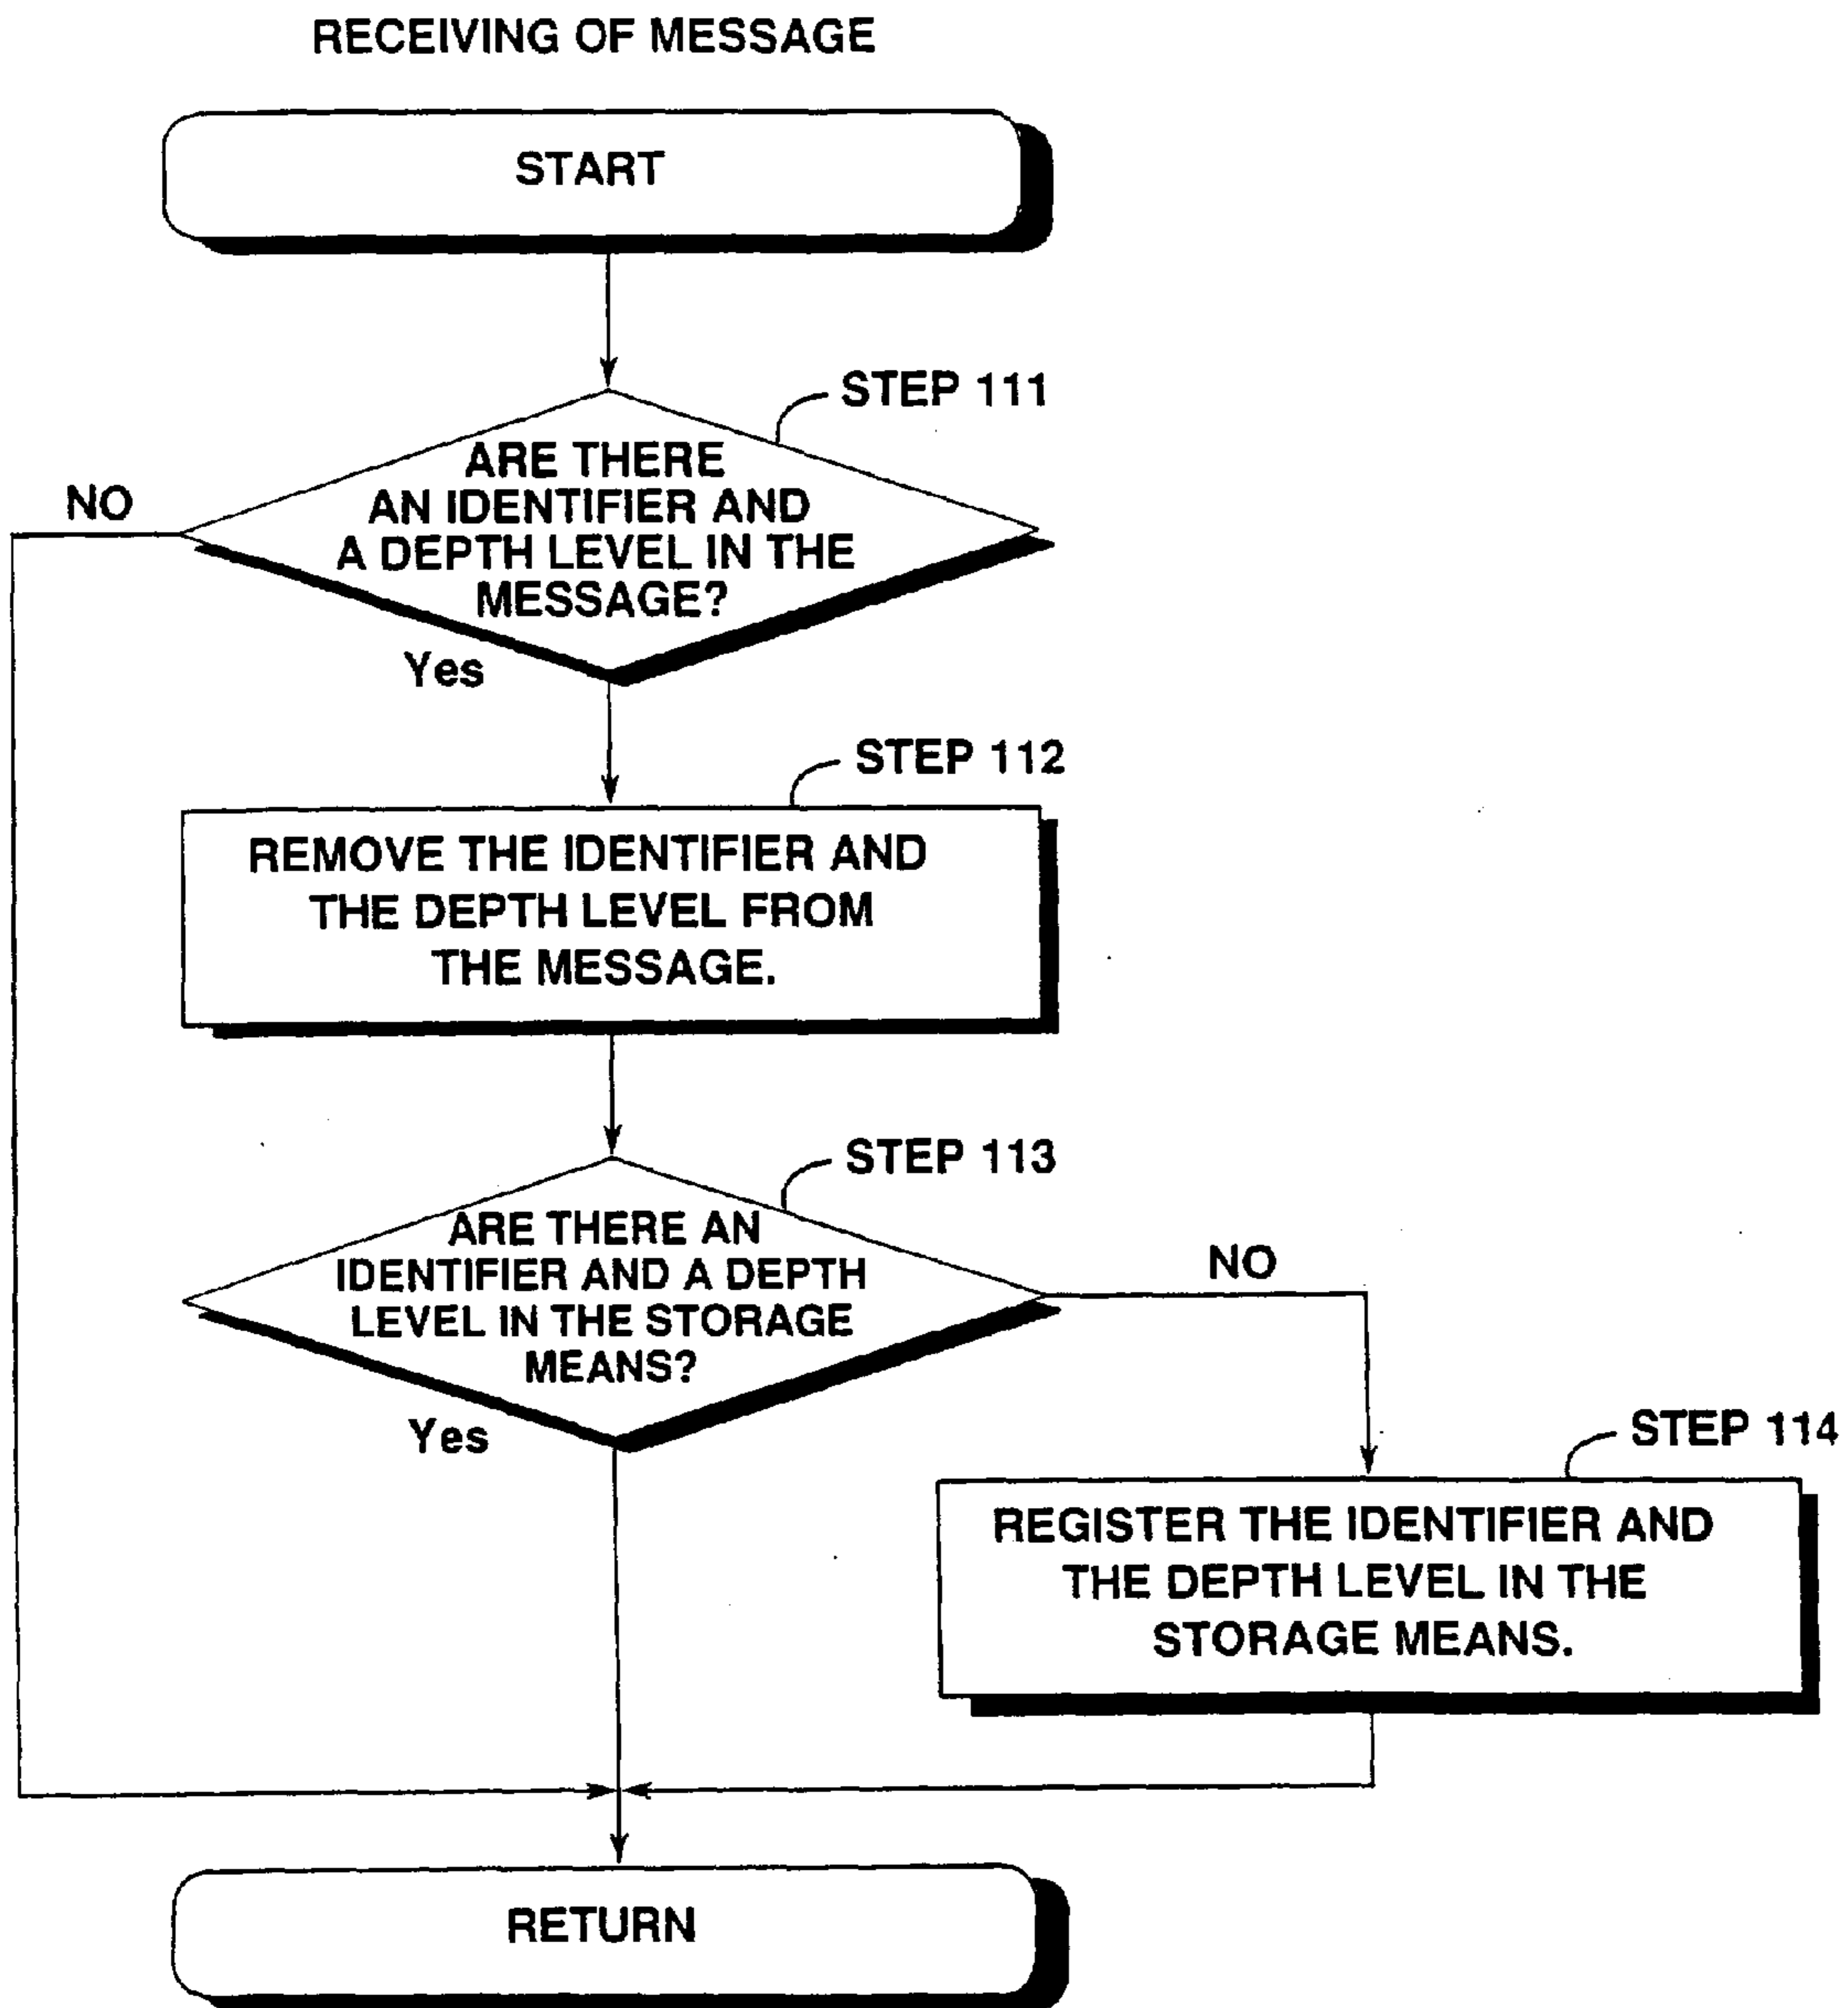 RECEIVING OF MESSAGE
START
STEP 111
ARE THERE
AN IDENTIFIER AND
A DEPTH LEVEL IN THE
MESSAGE?
NO
Yes
STEP 112
REMOVE THE IDENTIFIER AND
THE DEPTH LEVEL FROM
THE MESSAGE.
STEP 113
ARE THERE AN
IDENTIFIER AND A DEPTH
LEVEL IN THE STORAGE
MEANS?
NO
Yes
STEP 114
REGISTER THE IDENTIFIER AND
THE DEPTH LEVEL IN THE
STORAGE MEANS.
RETURN